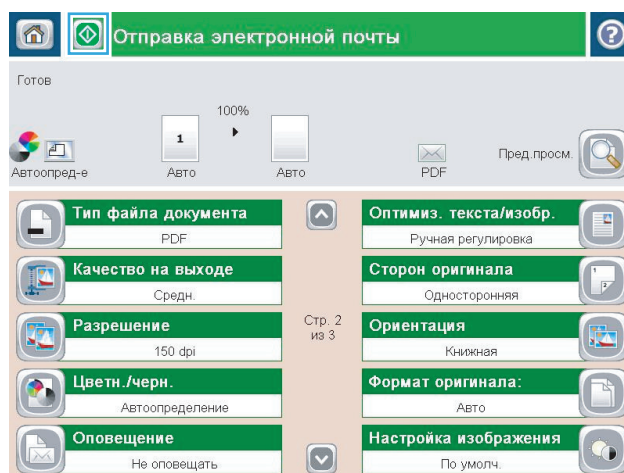 Отправка электронной почты
?
Готов
100%
1
Автоопред-е
Авто
Авто
PDF
Пред.просм.
Тип файла документа
PDF
Качество на выходе
Средн.
Разрешение
150 dpi
Цветн./черн.
Автоопределение
Оповещение
Не оповещать
Стр. 2
из 3
Оптимиз. текста/изобр.
Ручная регулировка
Сторон оригинала
Односторонняя
1
2
Ориентация
Книжная
Формат оригинала:
Авто
Настройка изображения
По умолч.